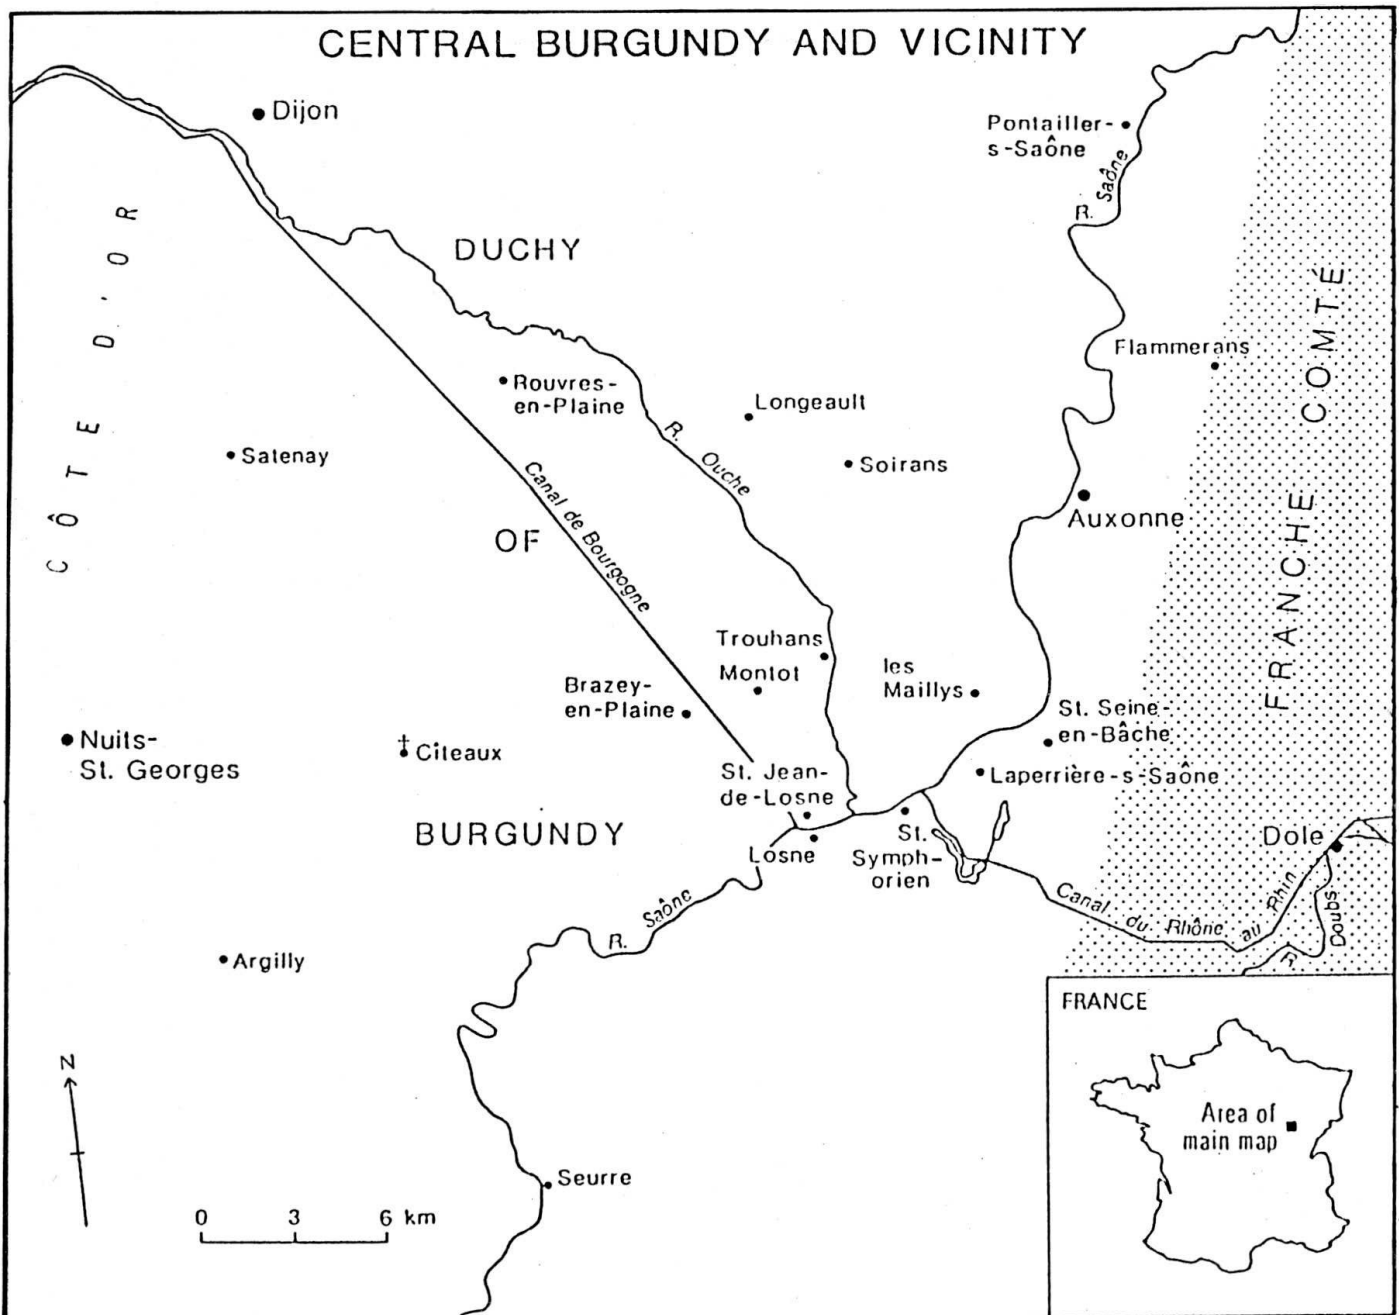 CENTRAL BURGUNDY AND VICINITY
Dijon
Pontailler-
s-Saône
R. Saône
CÔTE D'OR
DUCHY
Flammerans
FRANCHE COMTÉ
Rouvres-
en-Plaine
Longeault
R. Ouche
Satenay
Soirans
Canal de Bourgogne
Auxonne
OF
Trouhans
Montot
les
Maillys
Brazey-
en-Plaine
St. Seine-
en-Bâche
Nuits-
St. Georges
Cîteaux
St. Jean-
de-Losne
Laperrière-s-Saône
BURGUNDY
Losne
St.
Symph-
orien
Dole
Canal du Rhône au Rhin
R. Doubs
R. Saône
Argilly
FRANCE
N
Area of
main map
Seurre
0 3 6 km